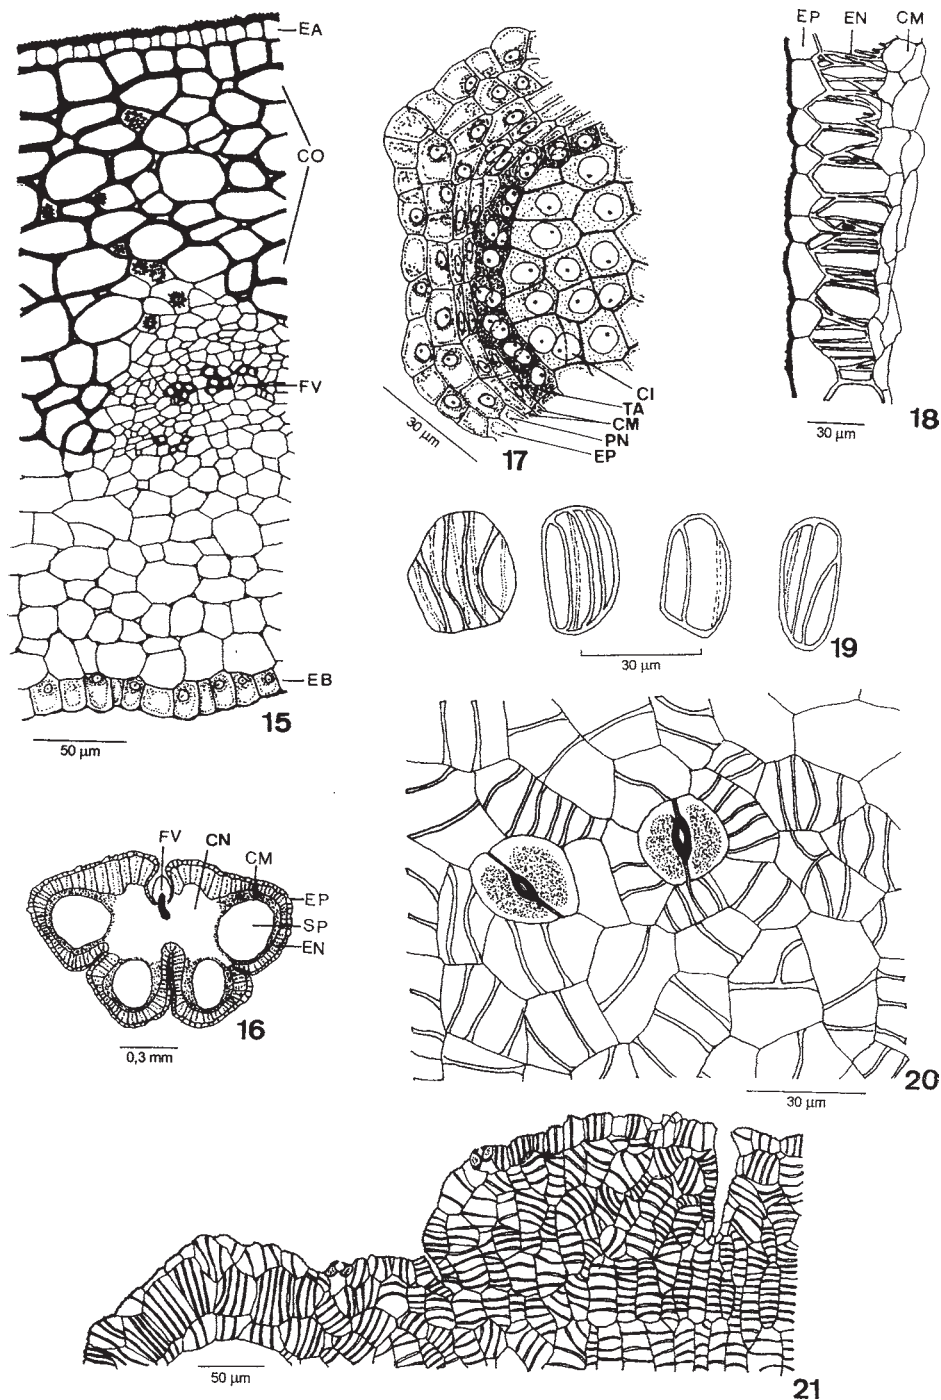 EA
CO
FV
EB
15
50 µm
CI
TA
CM
PN
EP
30 µm
17
EP EN CM
30 µm
18
30 µm
19
FV
CN
CM
EP
SP
EN
16
0,3 mm
20
30 µm
50 µm
21